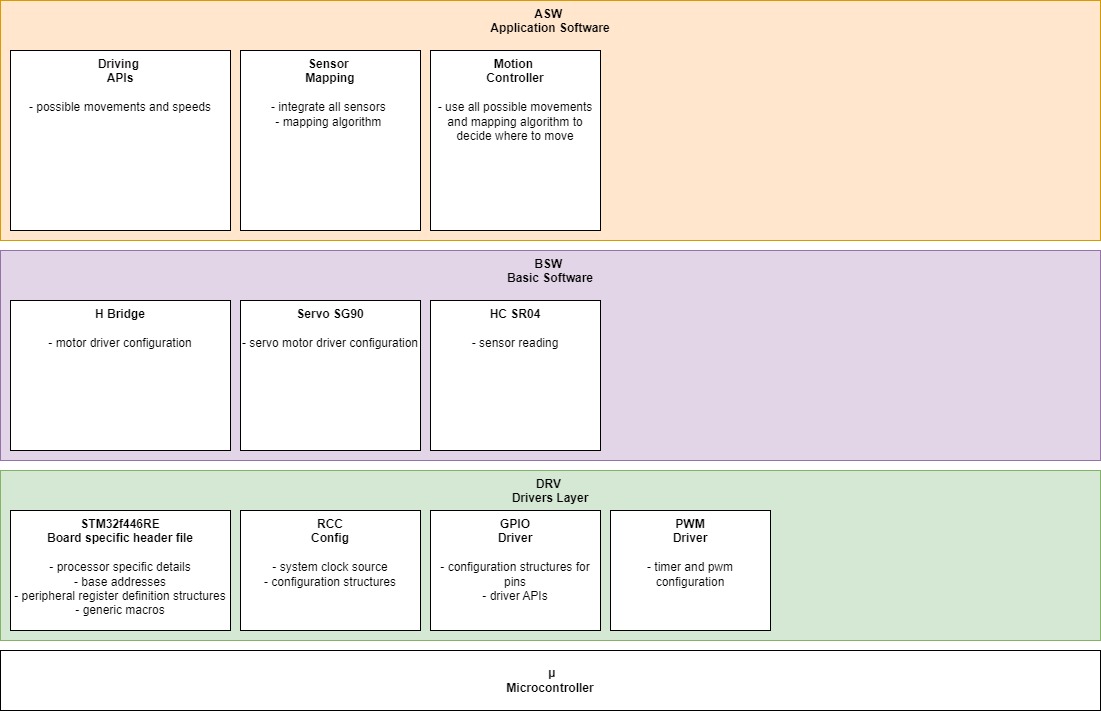 ASW
Application Software
Driving
APIs
- possible movements and speeds
Sensor
Mapping
- integrate all sensors
- mapping algorithm
Motion
Controller
- use all possible movements
and mapping algorithm to
decide where to move
BSW
Basic Software
H Bridge
- motor driver configuration
Servo SG90
- servo motor driver configuration
HC SR04
- sensor reading
DRV
Drivers Layer
STM32f446RE
Board specific header file
- processor specific details
- base addresses
- peripheral register definition structures
- generic macros
RCC
Config
- system clock source
- configuration structures
GPIO
Driver
- configuration structures for
pins
- driver APIs
PWM
Driver
- timer and pwm
configuration
μ
Microcontroller